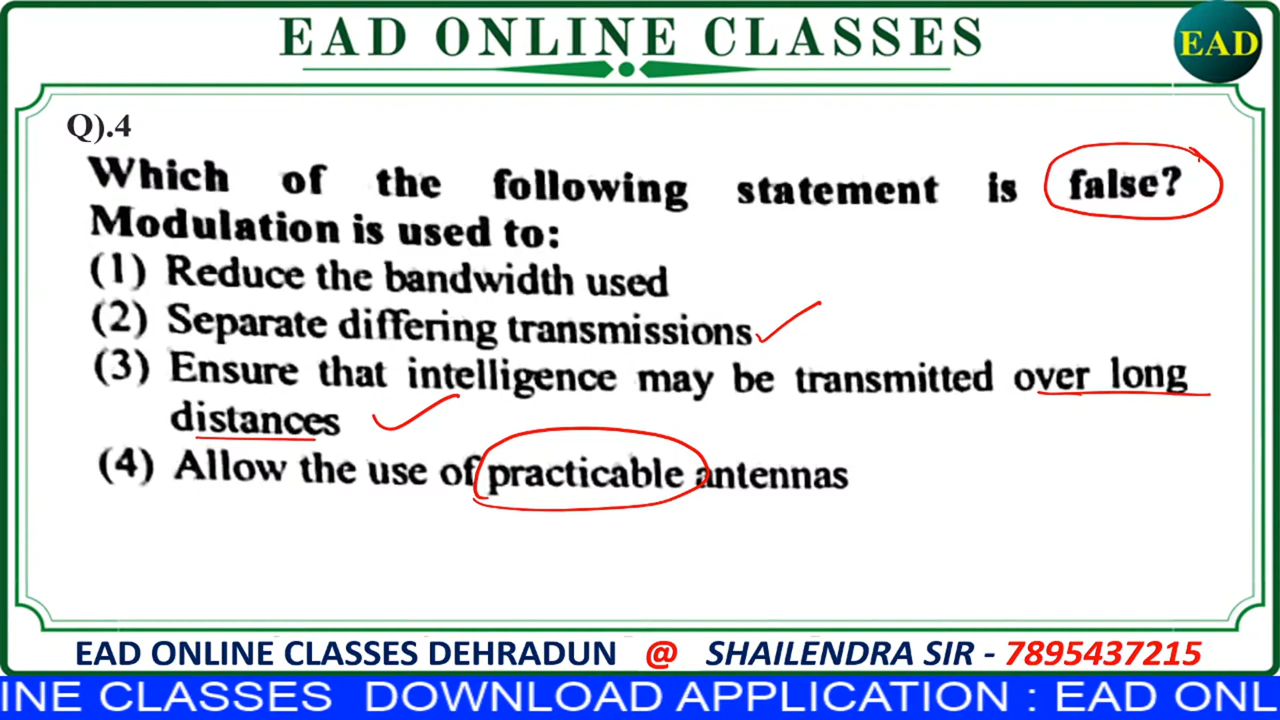 EAD ONLINE CLASSES
EAD
Q).4
Which of the following statement is false?
Modulation is used to:
(1) Reduce the bandwidth used
(2) Separate differing transmissions
(3) Ensure that intelligence may be transmitted over long
distances
(4) Allow the use of practicable antennas
EAD ONLINE CLASSES DEHRADUN @ SHAILENDRA SIR - 7895437215
INE CLASSES DOWNLOAD APPLICATION : EAD ONL